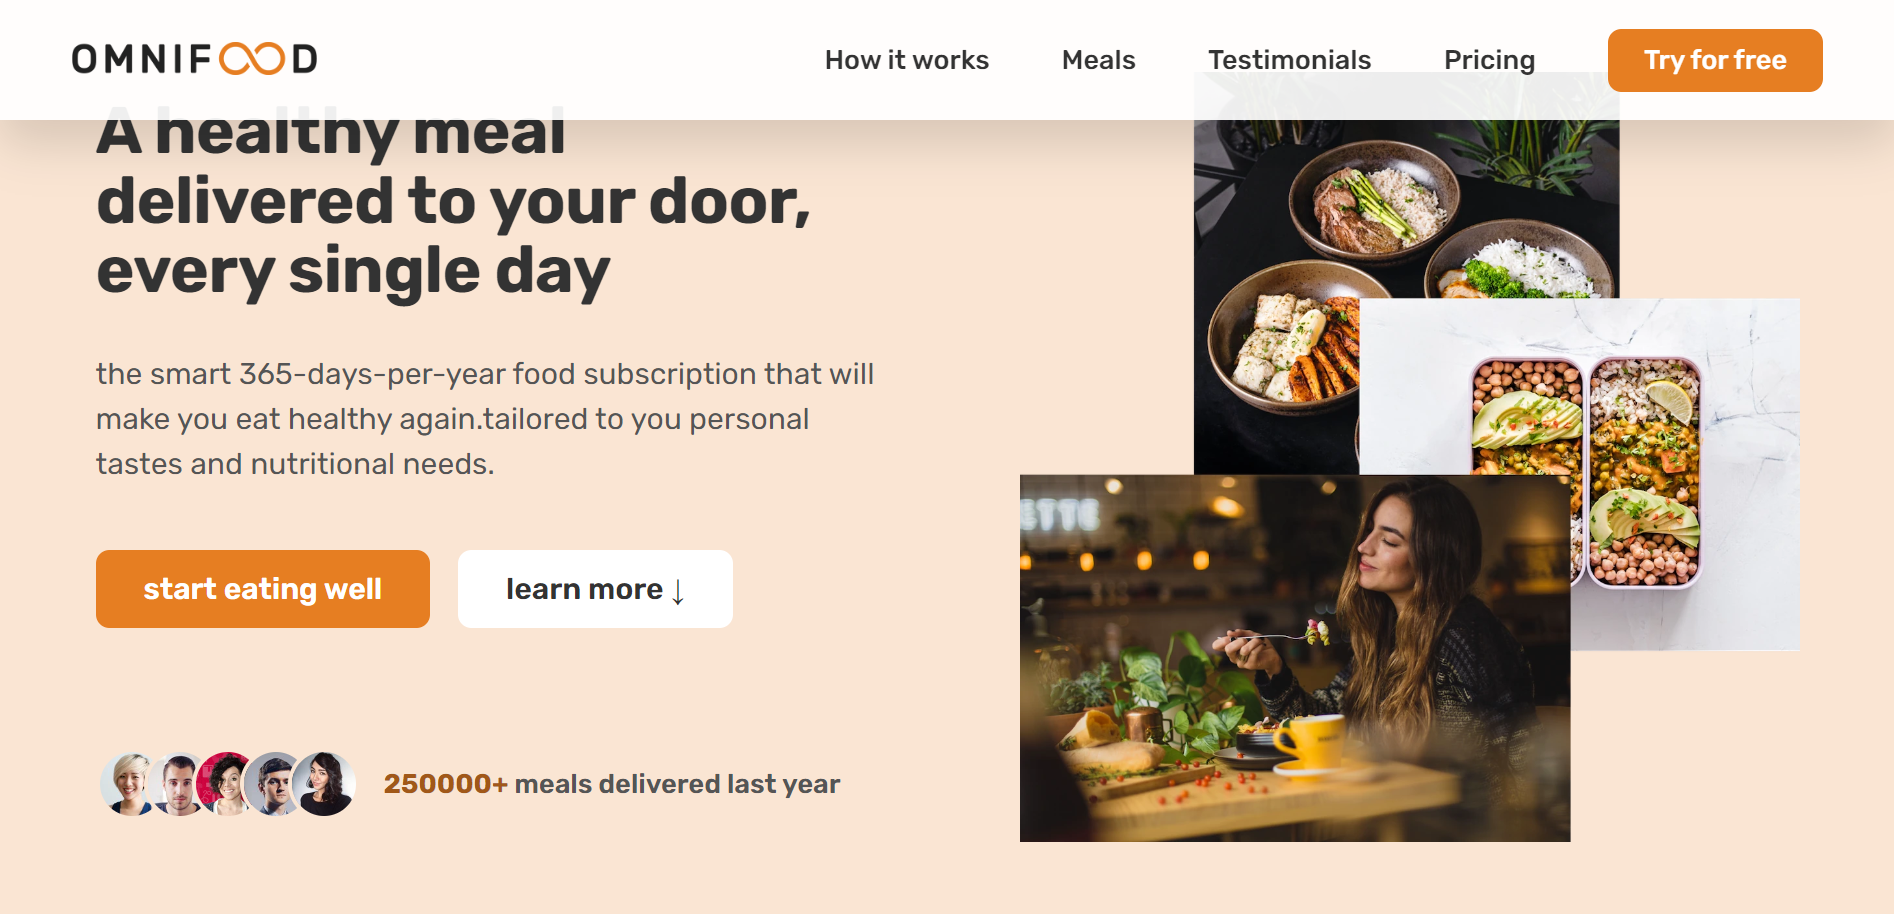 OMNIFOOD
How it works
Meals
Testimonials
Pricing
Try for free
A healthy meal
delivered to your door,
every single day
the smart 365-days-per-year food subscription that will
make you eat healthy again.tailored to you personal
tastes and nutritional needs.
start eating well
learn more ↓
250000+ meals delivered last year
ETTE